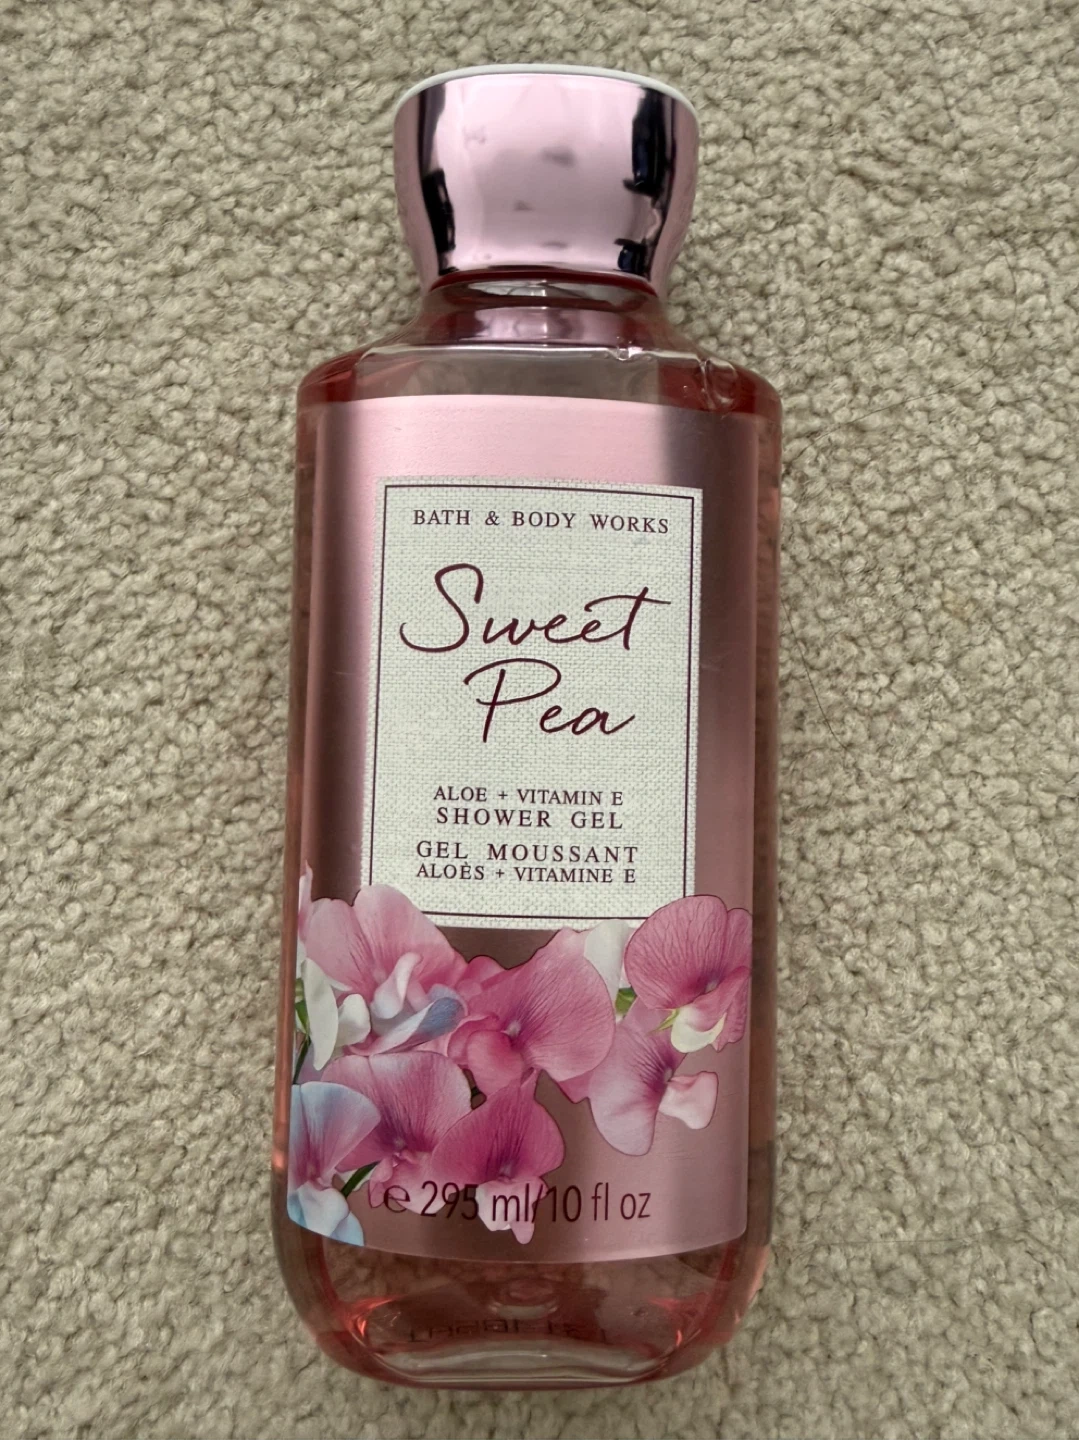 BATH & BODY WORKS
Sweet
Pea
ALOE + VITAMIN E
SHOWER GEL
GEL MOUSSANT
ALOÈS + VITAMINE E
℮ 295 ml/10 fl oz